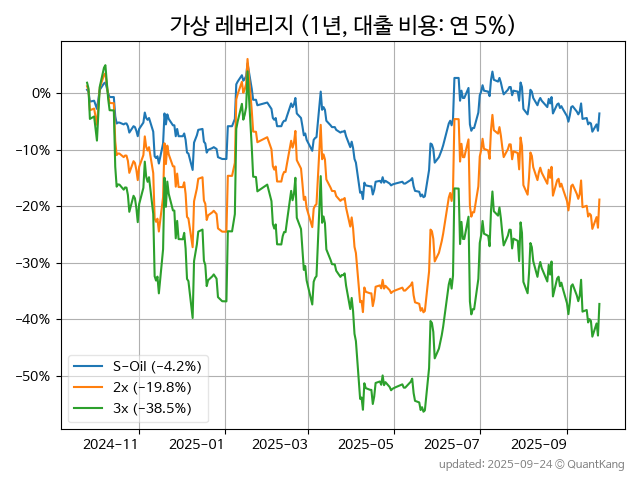 가상 레버리지 (1년, 대출 비용: 연 5%)
0%
−10%
−20%
−30%
−40%
−50%
S-Oil (−4.2%)
2x (−19.8%)
3x (−38.5%)
2024-11 2025-01 2025-03 2025-05 2025-07 2025-09
updated: 2025-09-24 © QuantKang